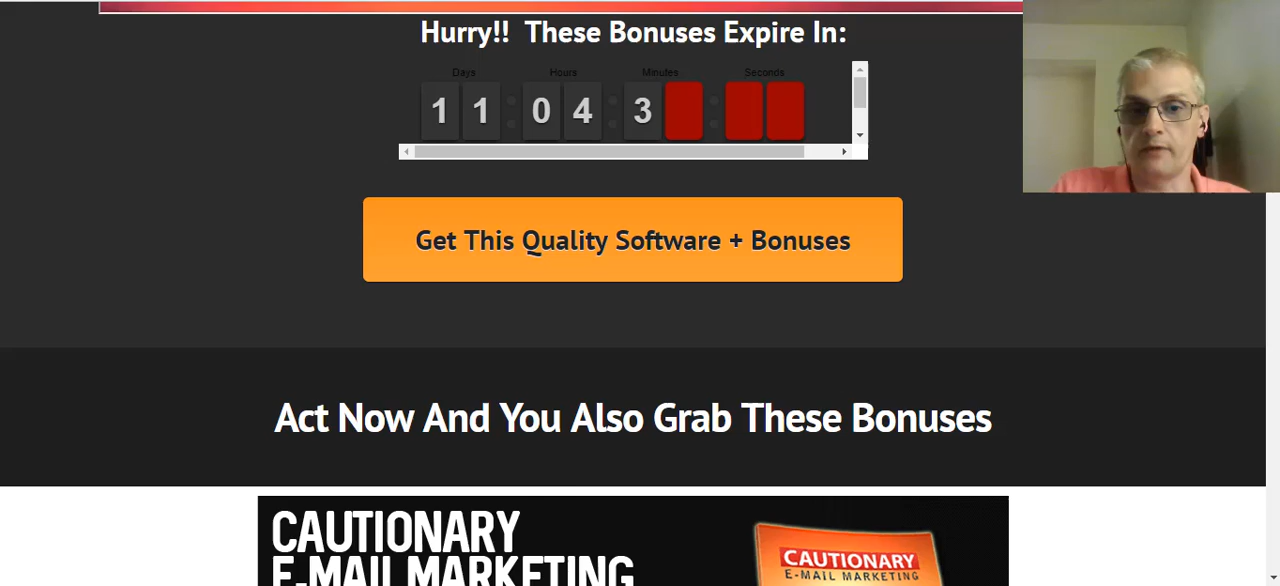 Hurry!! These Bonuses Expire In:
Days Hours Minutes Seconds
1 1 : 0 4 : 3 :
Get This Quality Software + Bonuses
Act Now And You Also Grab These Bonuses
CAUTIONARY
E-MAIL MARKETING
CAUTIONARY
E-MAIL MARKETING